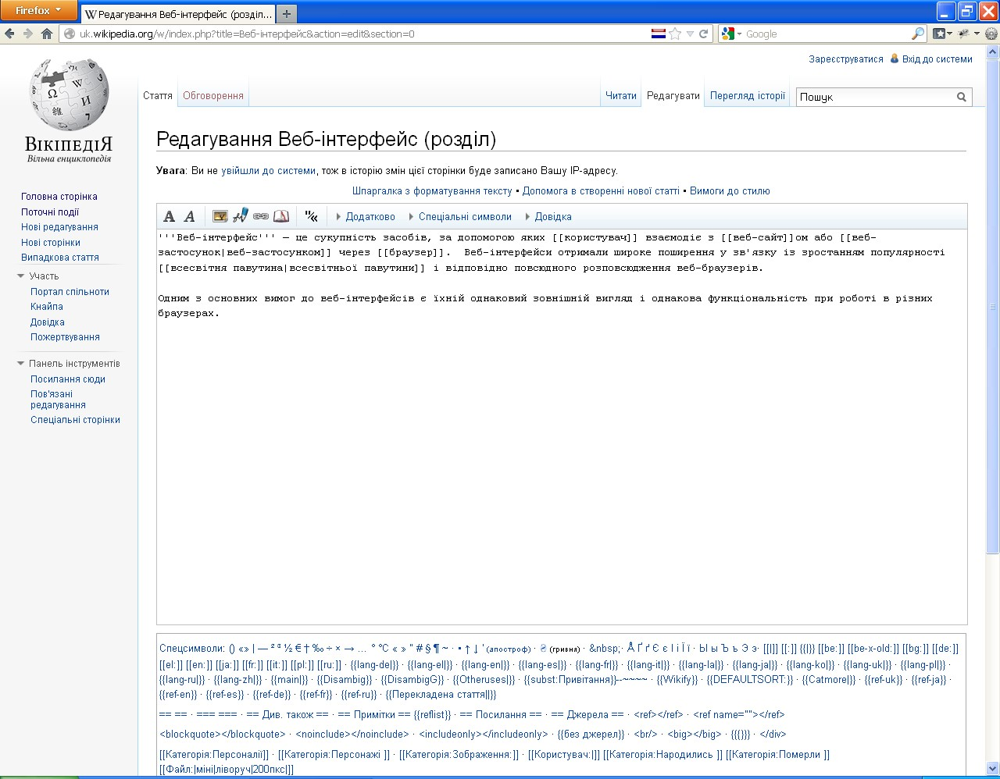 Firefox
Редагування Веб-інтерфейс (розділ...
uk.wikipedia.org/w/index.php?title=Веб-інтерфейс&action=edit&section=0
Google
Зареєструватися Вхід до системи
Стаття Обговорення Читати Редагувати Перегляд історії Пошук
ВІКІПЕДІЯ
Вільна енциклопедія
Головна сторінка
Поточні події
Нові редагування
Нові сторінки
Випадкова стаття
Участь
Портал спільноти
Кнайпа
Довідка
Пожертвування
Панель інструментів
Посилання сюди
Пов'язані
редагування
Спеціальні сторінки
Редагування Веб-інтерфейс (розділ)
Увага: Ви не увійшли до системи, тож в історію змін цієї сторінки буде записано Вашу IP-адресу.
Шпаргалка з форматування тексту • Допомога в створенні нової статті • Вимоги до стилю
A A Додатково Спеціальні символи Довідка
'''Веб-інтерфейс''' — це сукупність засобів, за допомогою яких [[користувач]] взаємодіє з [[веб-сайт]]ом або [[веб-
застосунок|веб-застосунком]] через [[браузер]].  Веб-інтерфейси отримали широке поширення у зв'язку із зростанням популярності
[[всесвітня павутина|всесвітньої павутини]] і відповідно повсюдного розповсюдження веб-браузерів.
Одним з основних вимог до веб-інтерфейсів є їхній однаковий зовнішній вигляд і однакова функціональність при роботі в різних
браузерах.
Спецсимволи: () «» | — ² ³ ½ € † ‰ ÷ × → … ° °C « » " # § ¶ ~ · • ↑ ↓ ' (апостроф) · ₴ (гривня) · &nbsp;· Å Ґ ґ Є є І і Ї ї · Ы ы Ъ ъ Э э· [[|]] [[:]] {{|}} [[be:]] [[be-x-old:]] [[bg:]] [[de:]]
[[el:]] [[en:]] [[ja:]] [[fr:]] [[it:]] [[pl:]] [[ru:]] · {{lang-de|}} · {{lang-el|}} · {{lang-en|}} · {{lang-es|}} · {{lang-fr|}} · {{lang-it|}} · {{lang-la|}} · {{lang-ja|}} · {{lang-ko|}} · {{lang-uk|}} · {{lang-pl|}} ·
{{lang-ru|}} · {{lang-zh|}} · {{main|}} · {{Disambig}} · {{DisambigG}} · {{Otheruses|}} · {{subst:Привітання}}--~~~~ · {{Wikify}} · {{DEFAULTSORT:}} · {{Catmore|}} · {{ref-uk}} · {{ref-ja}} ·
{{ref-en}} · {{ref-es}} · {{ref-de}} · {{ref-fr}} · {{ref-ru}} · {{Перекладена стаття||}}
== == · === === · == Див. також == · == Примітки == {{reflist}} · == Посилання == · == Джерела == · <ref></ref> · <ref name=""></ref>
<blockquote></blockquote> · <noinclude></noinclude> · <includeonly></includeonly> · {{без джерел}} · <br/> · <big></big> · {{{}}} · </div>
[[Категорія:Персоналії]] · [[Категорія:Персонажі ]] · [[Категорія:Зображення:]] · [[Користувач:|]] [[Категорія:Народились ]] [[Категорія:Померли ]]
[[Файл:|міні|ліворуч|200пкс|]]